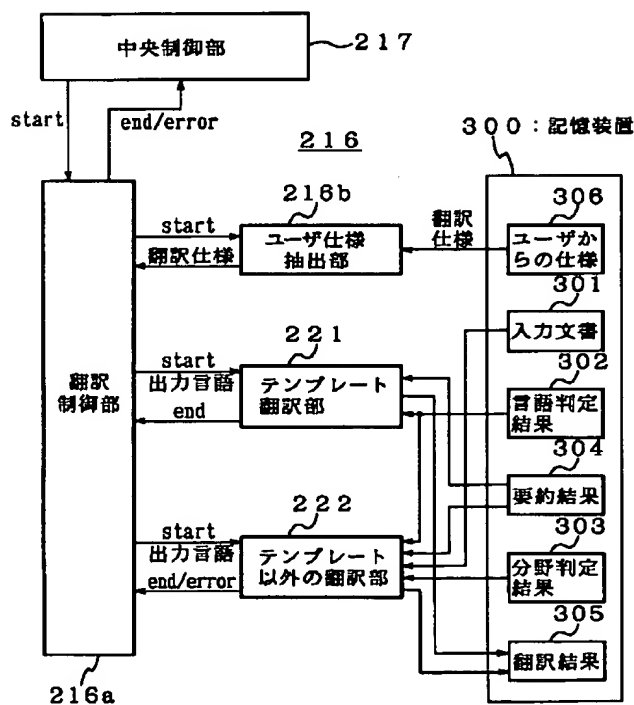 中央制御部
217
start
end/error
216
300:記憶装置
216b
start
翻訳仕様
ユーザ仕様
抽出部
翻訳
仕様
306
ユーザか
らの仕様
301
入力文書
221
start
出力言語
end
テンプレート
翻訳部
302
言語判定
結果
翻訳
制御部
304
要約結果
222
start
出力言語
end/error
テンプレート
以外の翻訳部
303
分野判定
結果
305
翻訳結果
216a